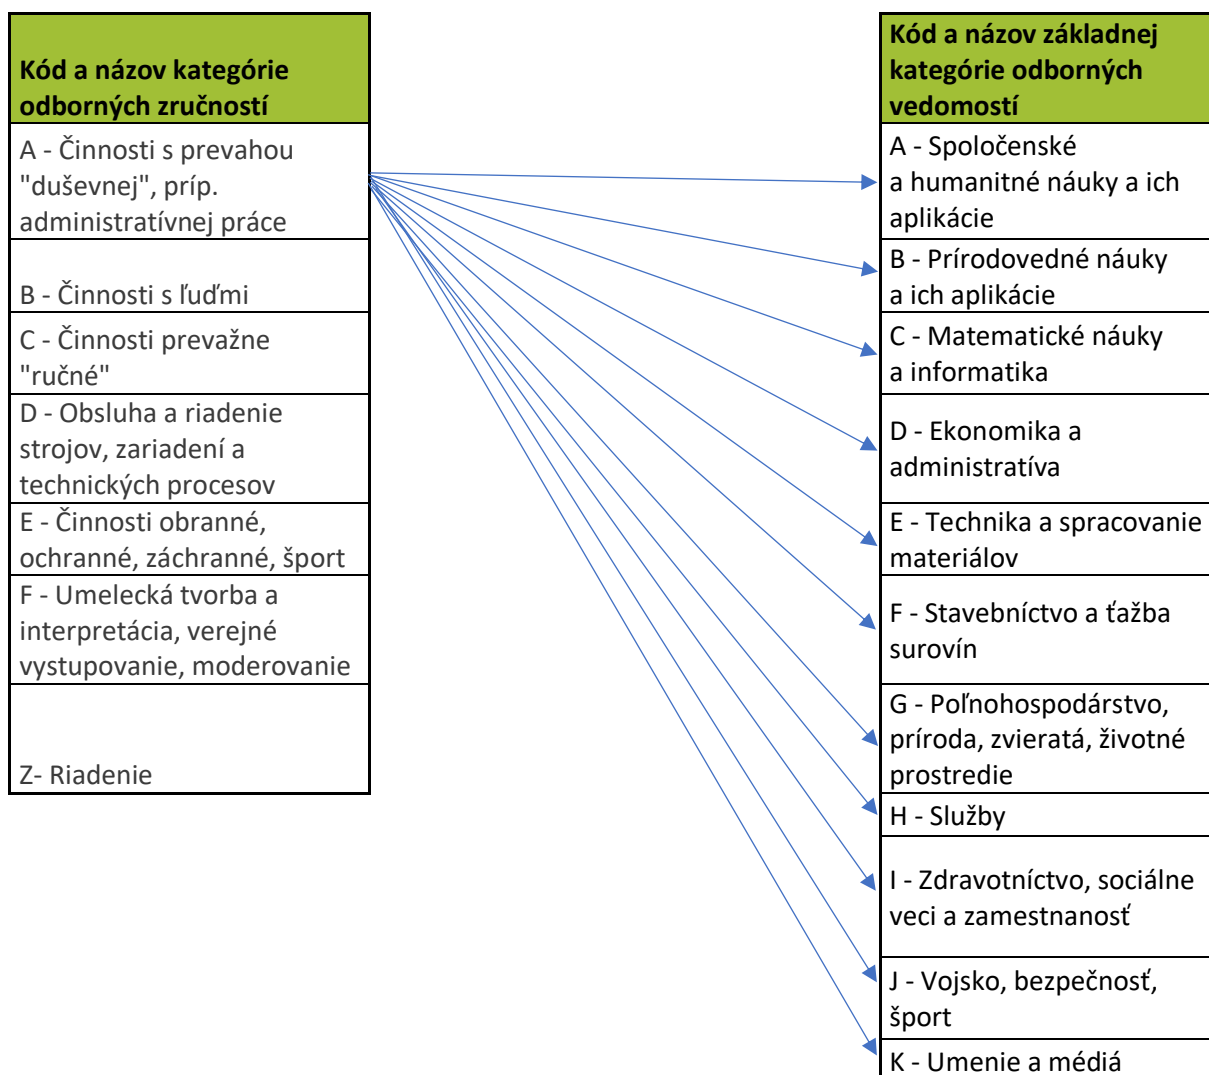 Kód a názov kategórie
odborných zručností
A - Činnosti s prevahou
"duševnej", príp.
administratívnej práce
B - Činnosti s ľuďmi
C - Činnosti prevažne
"ručné"
D - Obsluha a riadenie
strojov, zariadení a
technických procesov
E - Činnosti obranné,
ochranné, záchranné, šport
F - Umelecká tvorba a
interpretácia, verejné
vystupovanie, moderovanie
Z- Riadenie
Kód a názov základnej
kategórie odborných
vedomostí
A - Spoločenské
a humanitné náuky a ich
aplikácie
B - Prírodovedné náuky
a ich aplikácie
C - Matematické náuky
a informatika
D - Ekonomika a
administratíva
E - Technika a spracovanie
materiálov
F - Stavebníctvo a ťažba
surovín
G - Poľnohospodárstvo,
príroda, zvieratá, životné
prostredie
H - Služby
I - Zdravotníctvo, sociálne
veci a zamestnanosť
J - Vojsko, bezpečnosť,
šport
K - Umenie a médiá